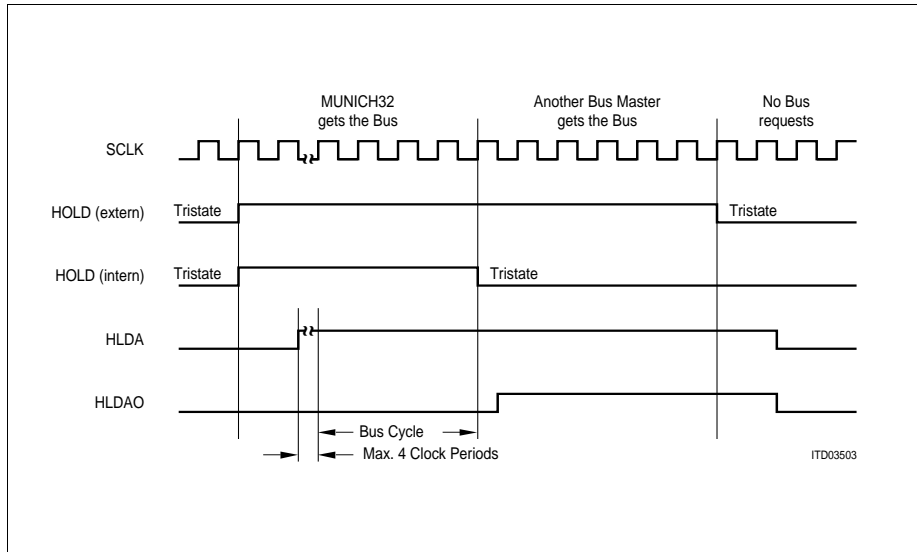 MUNICH32
gets the Bus
Another Bus Master
gets the Bus
No Bus
requests
SCLK
HOLD (extern) Tristate Tristate
HOLD (intern) Tristate Tristate
HLDA
HLDAO
Bus Cycle
Max. 4 Clock Periods
ITD03503